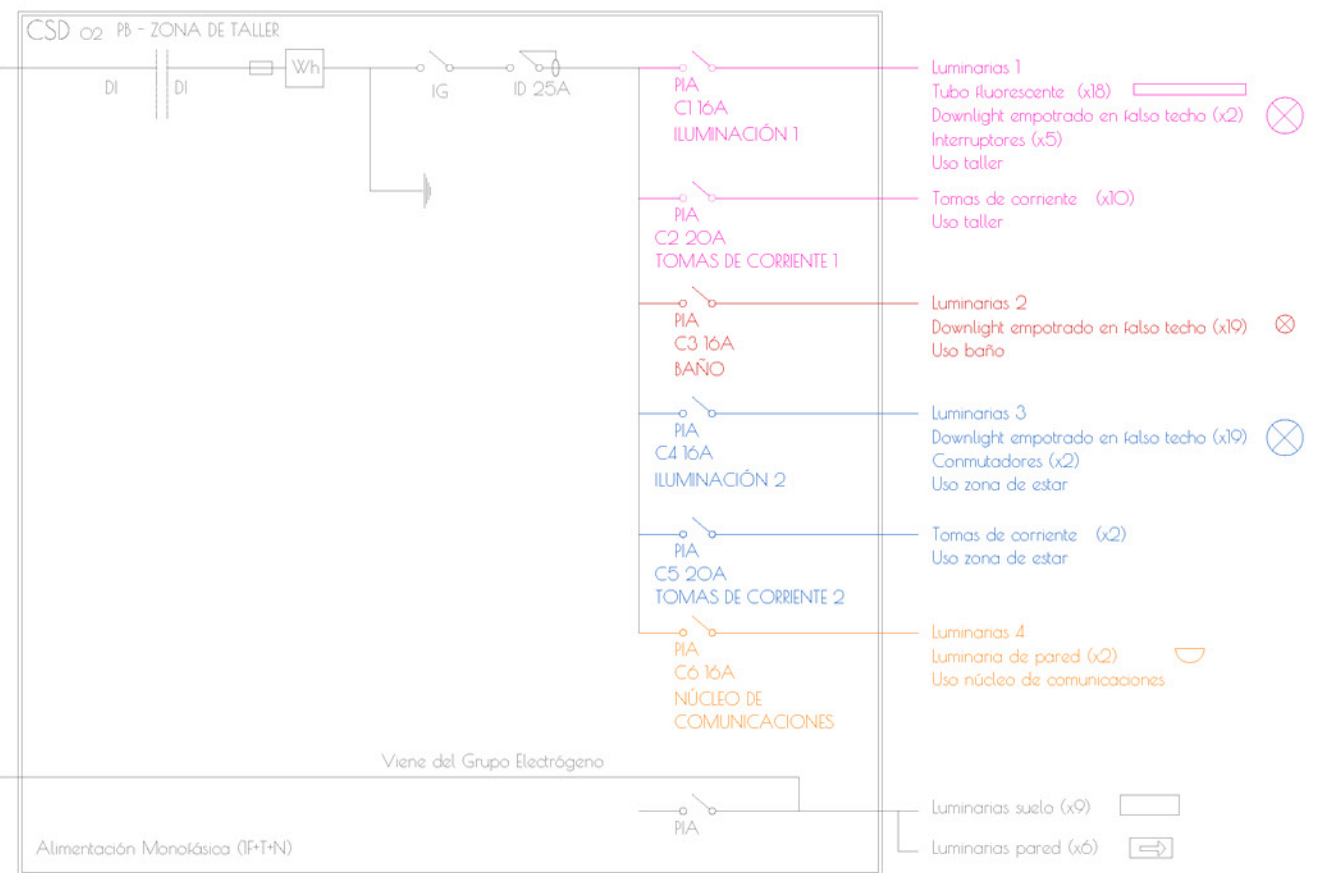 CSD 02 PB - ZONA DE TALLER
DI
DI
Wh
IG
ID 25A
PIA
C1 16A
ILUMINACIÓN 1
Luminarias 1
Tubo fluorescente (x18)
Downlight empotrado en falso techo (x2)
Interruptores (x5)
Uso taller
PIA
C2 20A
TOMAS DE CORRIENTE 1
Tomas de corriente (x10)
Uso taller
PIA
C3 16A
BAÑO
Luminarias 2
Downlight empotrado en falso techo (x19)
Uso baño
PIA
C4 16A
ILUMINACIÓN 2
Luminarias 3
Downlight empotrado en falso techo (x19)
Conmutadores (x2)
Uso zona de estar
PIA
C5 20A
TOMAS DE CORRIENTE 2
Tomas de corriente (x2)
Uso zona de estar
PIA
C6 16A
NÚCLEO DE
COMUNICACIONES
Luminarias 4
Luminaria de pared (x2)
Uso núcleo de comunicaciones
Viene del Grupo Electrógeno
PIA
Luminarias suelo (x9)
Luminarias pared (x6)
Alimentación Monofásica (1F+T+N)